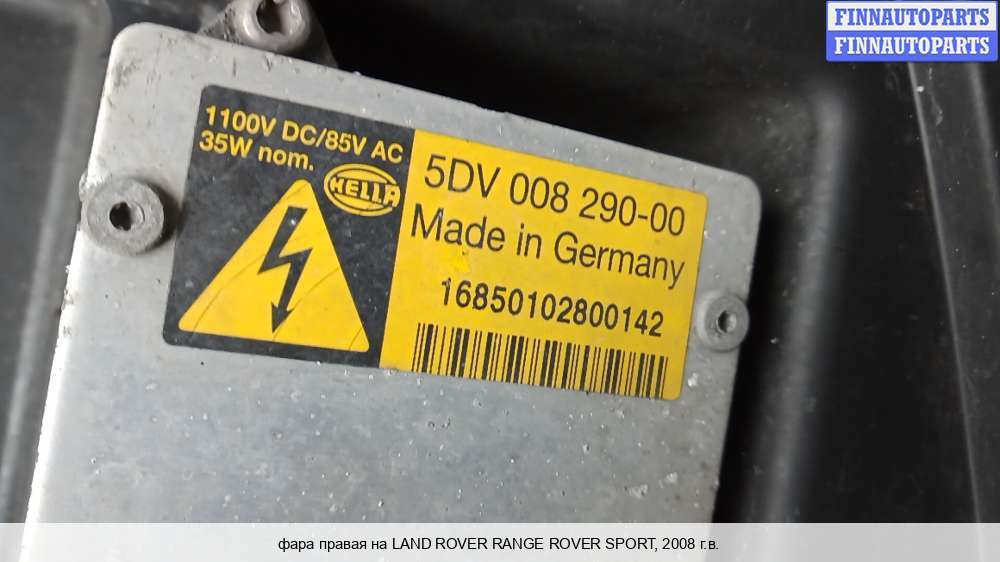 FINNAUTOPARTS
FINNAUTOPARTS
1100V DC/85V AC
35W nom.
HELLA
5DV 008 290-00
Made in Germany
16850102800142
фара правая на LAND ROVER RANGE ROVER SPORT, 2008 г.в.